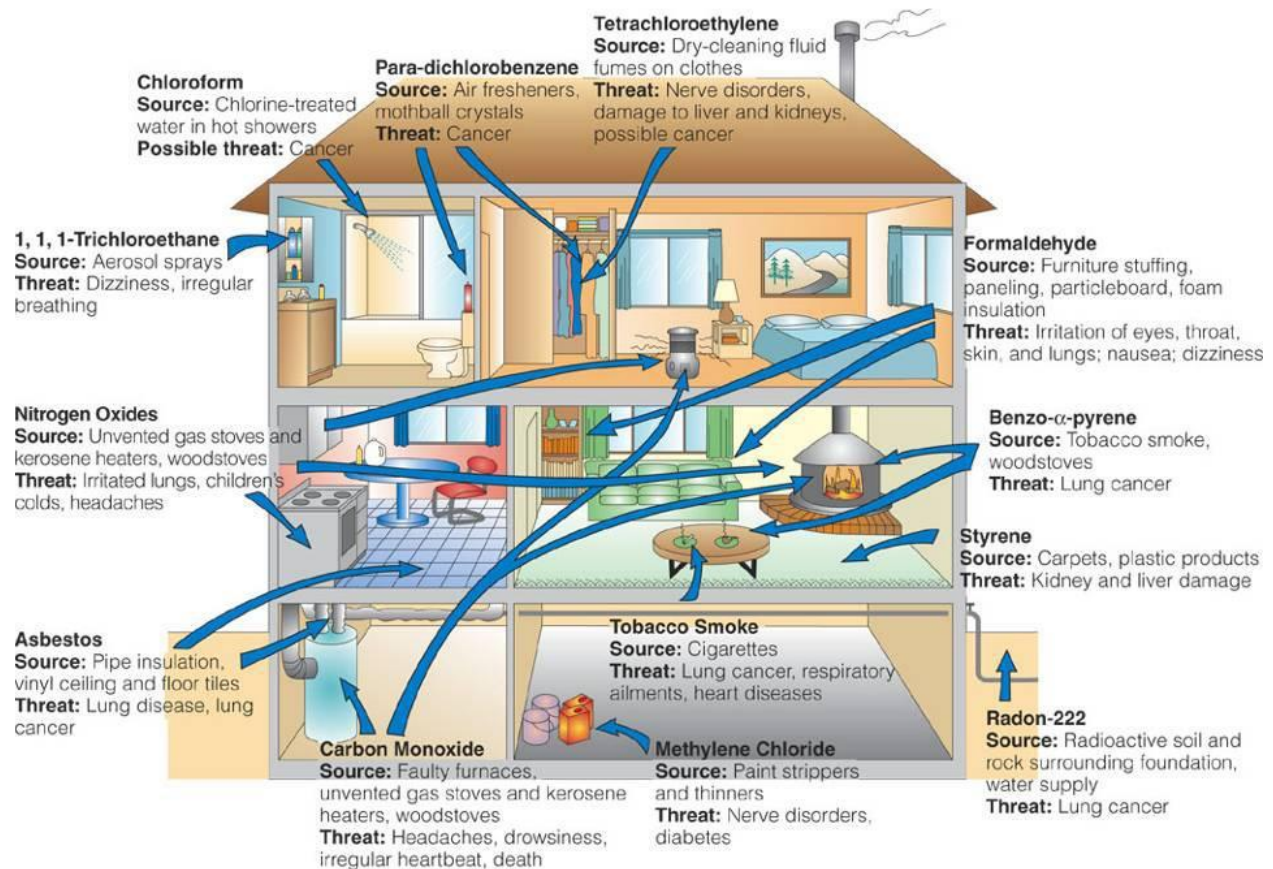 Tetrachloroethylene
Source: Dry-cleaning fluid
fumes on clothes
Threat: Nerve disorders,
damage to liver and kidneys,
possible cancer
Para-dichlorobenzene
Source: Air fresheners,
mothball crystals
Threat: Cancer
Chloroform
Source: Chlorine-treated
water in hot showers
Possible threat: Cancer
1, 1, 1-Trichloroethane
Source: Aerosol sprays
Threat: Dizziness, irregular
breathing
Formaldehyde
Source: Furniture stuffing,
paneling, particleboard, foam
insulation
Threat: Irritation of eyes, throat,
skin, and lungs; nausea; dizziness
Nitrogen Oxides
Source: Unvented gas stoves and
kerosene heaters, woodstoves
Threat: Irritated lungs, children's
colds, headaches
Benzo-α-pyrene
Source: Tobacco smoke,
woodstoves
Threat: Lung cancer
Styrene
Source: Carpets, plastic products
Threat: Kidney and liver damage
Asbestos
Source: Pipe insulation,
vinyl ceiling and floor tiles
Threat: Lung disease, lung
cancer
Tobacco Smoke
Source: Cigarettes
Threat: Lung cancer, respiratory
ailments, heart diseases
Radon-222
Source: Radioactive soil and
rock surrounding foundation,
water supply
Threat: Lung cancer
Carbon Monoxide
Source: Faulty furnaces,
unvented gas stoves and kerosene
heaters, woodstoves
Threat: Headaches, drowsiness,
irregular heartbeat, death
Methylene Chloride
Source: Paint strippers
and thinners
Threat: Nerve disorders,
diabetes